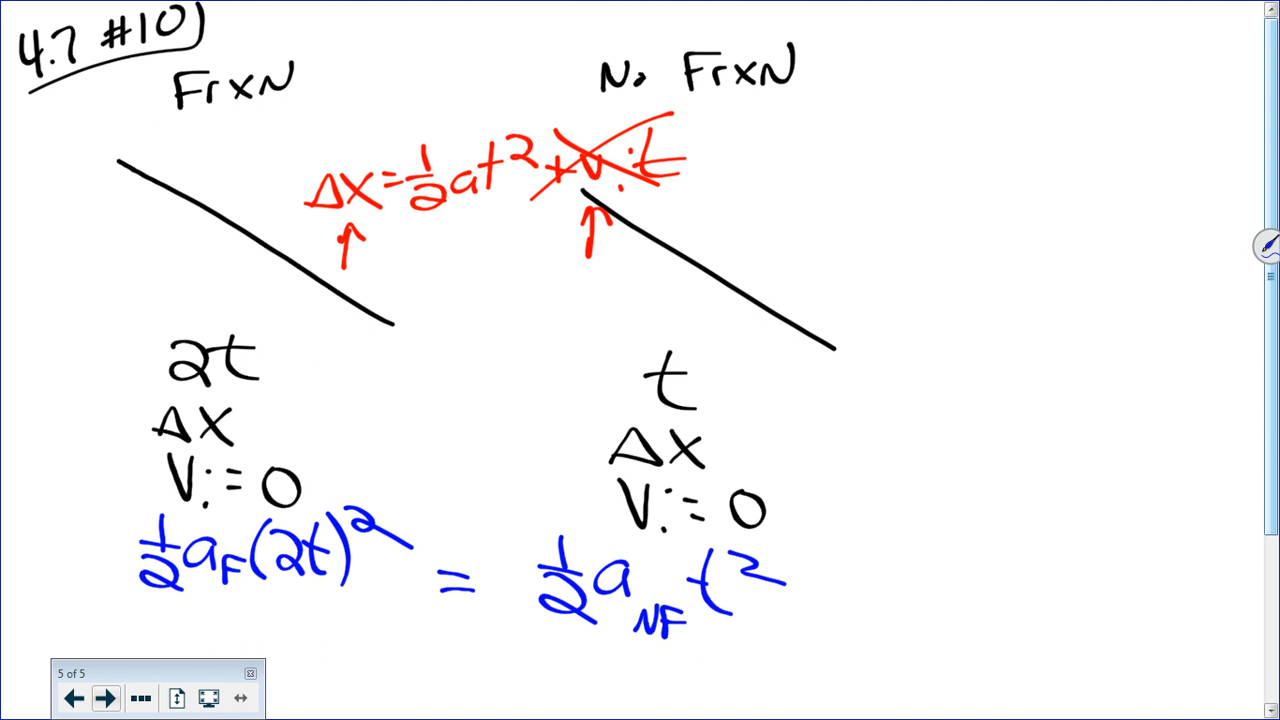 4.7 #10)
FrxN
No FrxN
Δx=½at²+vᵢt
2t
Δx
Vᵢ=0
t
Δx
Vᵢ=0
½a_F(2t)² = ½a_NF t²
5 of 5